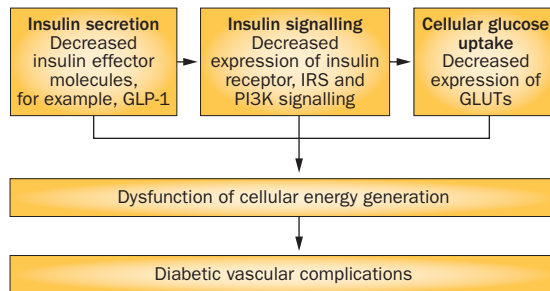 Insulin secretion
Decreased
insulin effector
molecules,
for example, GLP-1
Insulin signalling
Decreased
expression of insulin
receptor, IRS and
PI3K signalling
Cellular glucose
uptake
Decreased
expression of
GLUTs
Dysfunction of cellular energy generation
Diabetic vascular complications